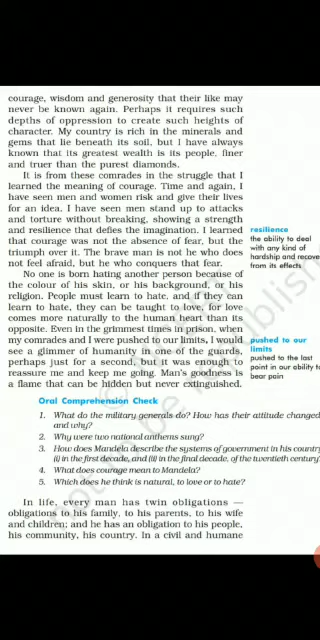 courage, wisdom and generosity that their like may
never be known again. Perhaps it requires such
depths of oppression to create such heights of
character. My country is rich in the minerals and
gems that lie beneath its soil, but I have always
known that its greatest wealth is its people, finer
and truer than the purest diamonds.
It is from these comrades in the struggle that I
learned the meaning of courage. Time and again, I
have seen men and women risk and give their lives
for an idea. I have seen men stand up to attacks
and torture without breaking, showing a strength
and resilience that defies the imagination. I learned
that courage was not the absence of fear, but the
triumph over it. The brave man is not he who does
not feel afraid, but he who conquers that fear.
resilience
the ability to deal
with any kind of
hardship and recove
from its effects
No one is born hating another person because of
the colour of his skin, or his background, or his
religion. People must learn to hate, and if they can
learn to hate, they can be taught to love, for love
comes more naturally to the human heart than its
opposite. Even in the grimmest times in prison, when
my comrades and I were pushed to our limits, I would
see a glimmer of humanity in one of the guards,
perhaps just for a second, but it was enough to
reassure me and keep me going. Man's goodness is
a flame that can be hidden but never extinguished.
pushed to our
limits
pushed to the last
point in our ability to
bear pain
Oral Comprehension Check
1. What do the military generals do? How has their attitude changed
and why?
2. Why were two national anthems sung?
3. How does Mandela describe the systems of government in his country
(i) in the first decade, and (ii) in the final decade, of the twentieth century?
4. What does courage mean to Mandela?
5. Which does he think is natural, to love or to hate?
In life, every man has twin obligations —
obligations to his family, to his parents, to his wife
and children; and he has an obligation to his people,
his community, his country. In a civil and humane